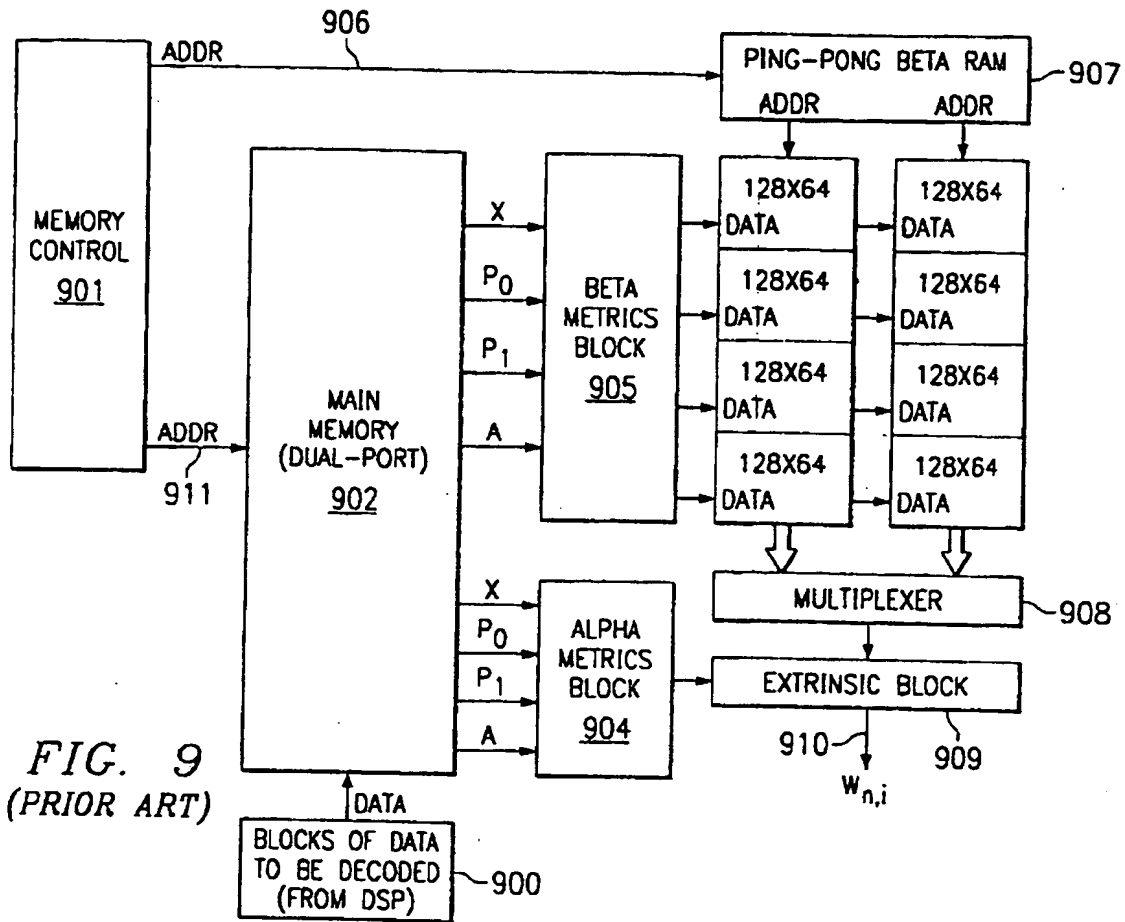 906
ADDR
PING-PONG BETA RAM
ADDR ADDR
907
MEMORY
CONTROL
901
ADDR
911
MAIN
MEMORY
(DUAL-PORT)
902
X
P0
P1
A
BETA
METRICS
BLOCK
905
128X64 128X64
DATA DATA
128X64 128X64
DATA DATA
128X64 128X64
DATA DATA
128X64 128X64
DATA DATA
X
P0
P1
A
ALPHA
METRICS
BLOCK
904
MULTIPLEXER
908
EXTRINSIC BLOCK
909
910
Wn,i
FIG. 9
(PRIOR ART)
DATA
BLOCKS OF DATA
TO BE DECODED
(FROM DSP)
900